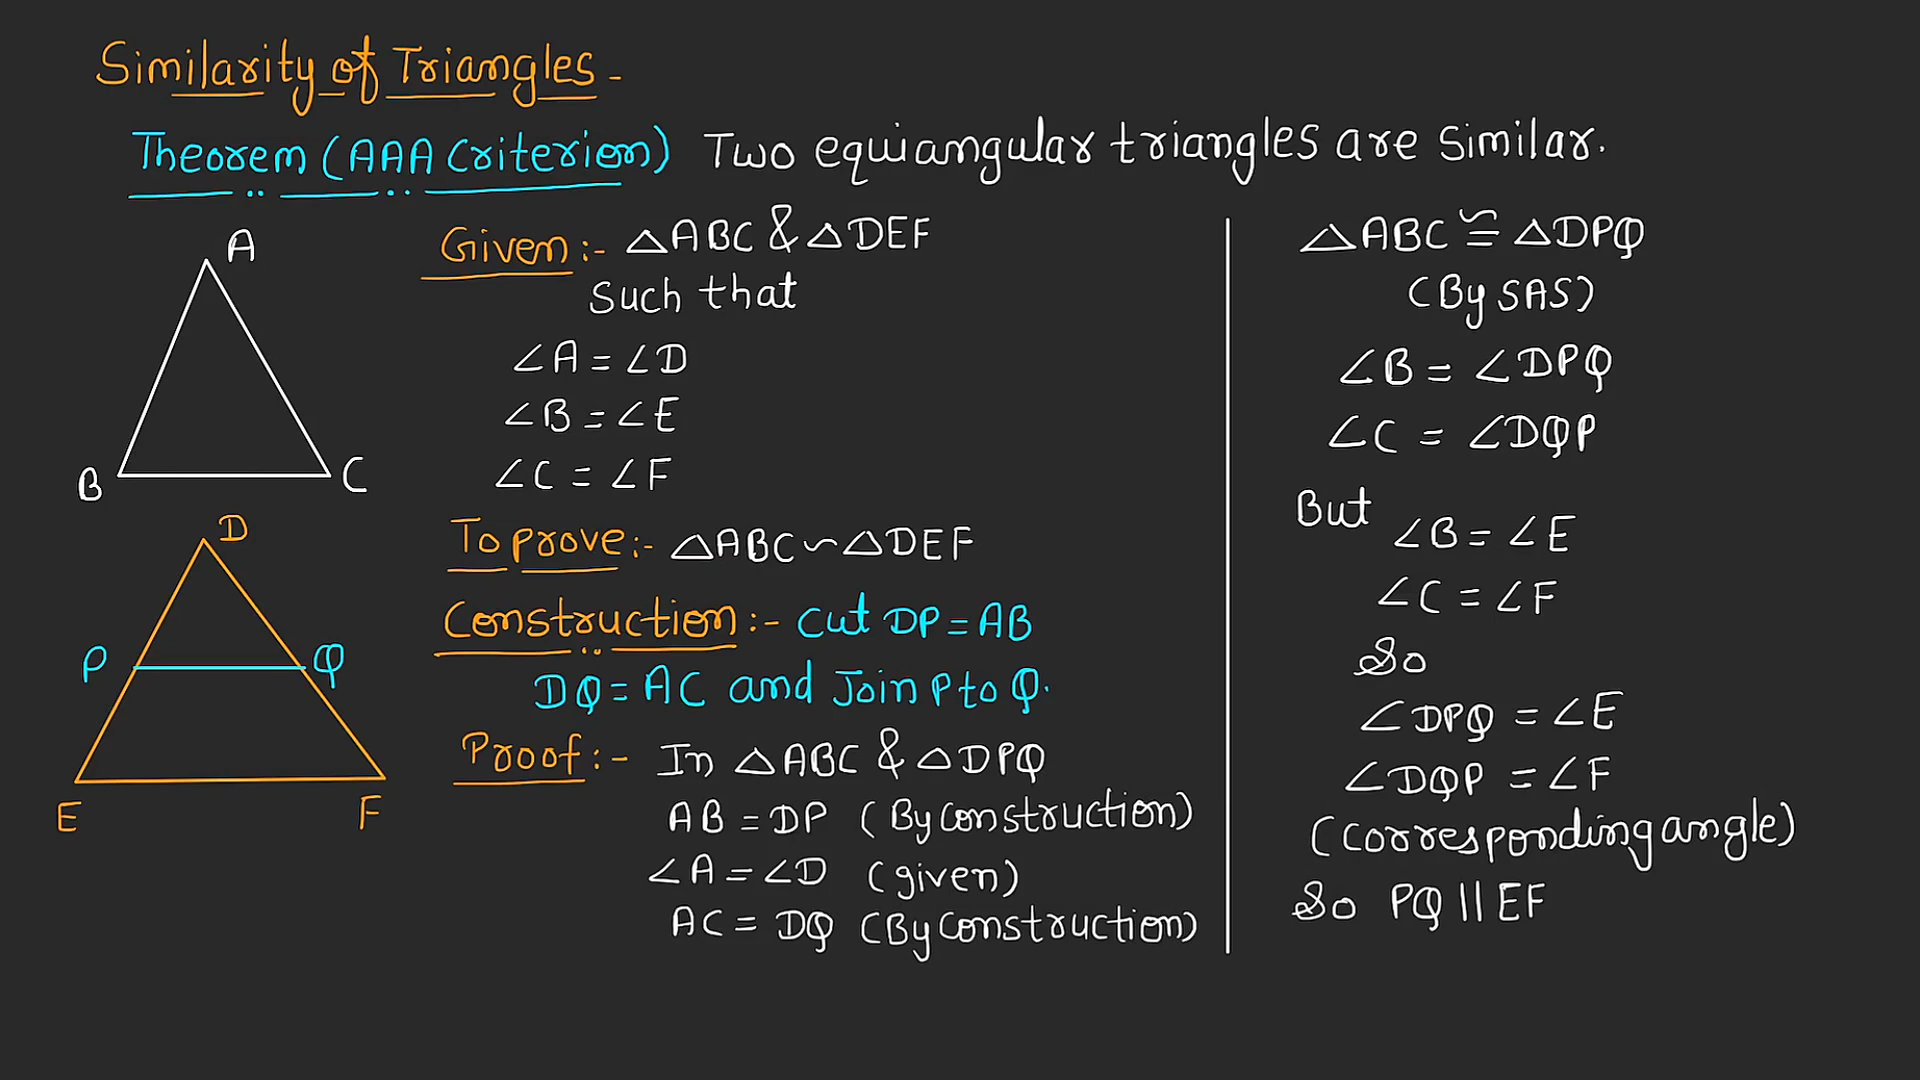 Similarity of Triangles -
Theorem (AAA Criterion) Two equiangular triangles are similar.
A
B
C
D
P
Q
E
F
Given :- △ABC & △DEF
Such that
∠A = ∠D
∠B = ∠E
∠C = ∠F
To prove :- △ABC ∽ △DEF
Construction :- Cut DP = AB
DQ = AC and Join P to Q.
Proof :- In △ABC & △DPQ
AB = DP (By construction)
∠A = ∠D (given)
AC = DQ (By construction)
△ABC ≌ △DPQ
(By SAS)
∠B = ∠DPQ
∠C = ∠DQP
But ∠B = ∠E
∠C = ∠F
So
∠DPQ = ∠E
∠DQP = ∠F
(Corresponding angle)
So PQ || EF